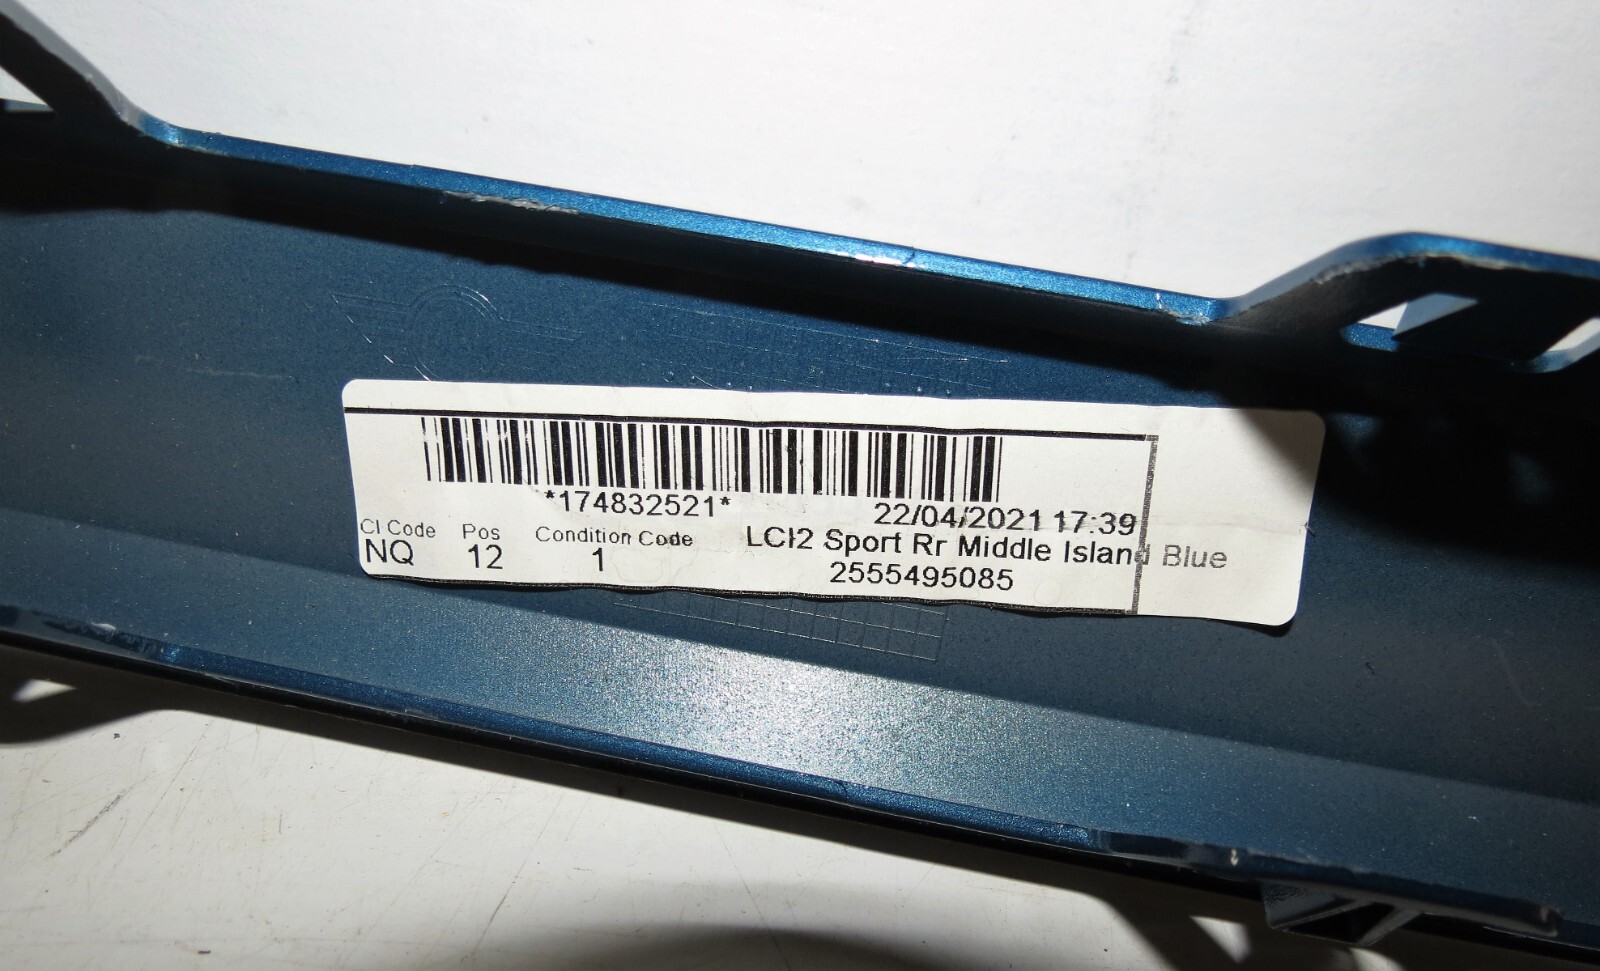 *174832521*
22/04/2021 17:39
CI Code Pos Condition Code LCI2 Sport Rr Middle Island Blue
NQ 12 1 2555495085